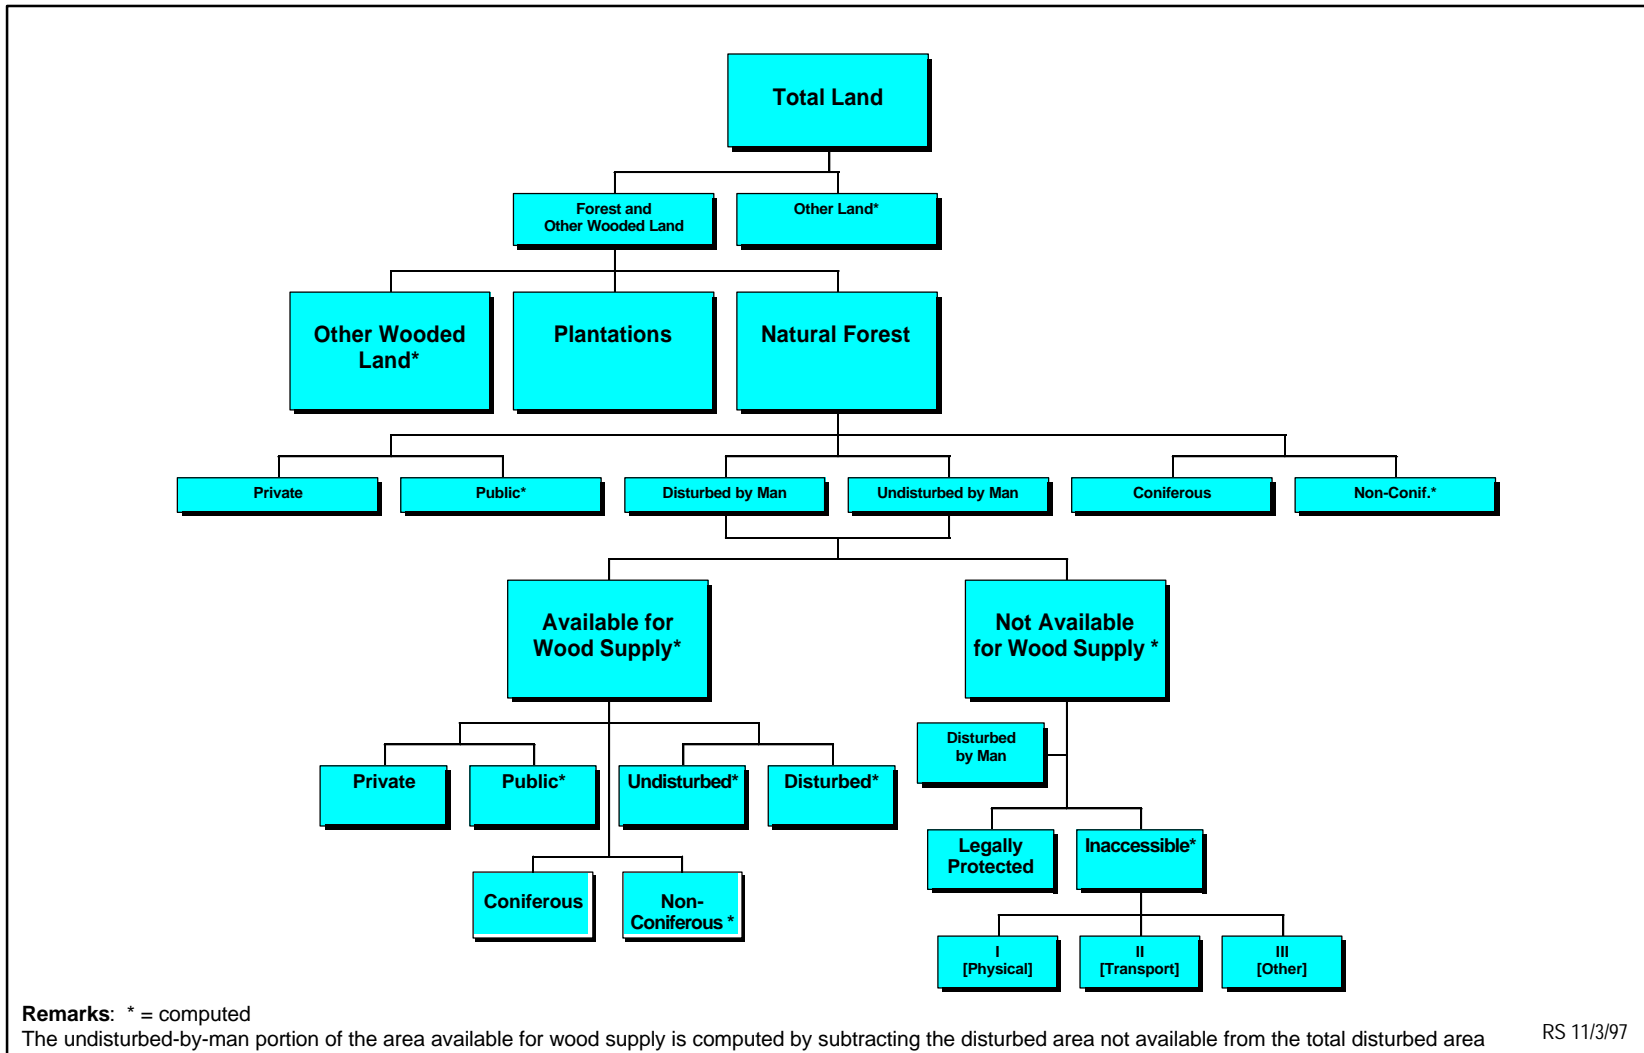 Total Land
Forest and
Other Wooded Land
Other Land*
Other Wooded
Land*
Plantations
Natural Forest
Private
Public*
Disturbed by Man
Undisturbed by Man
Coniferous
Non-Conif.*
Available for
Wood Supply*
Not Available
for Wood Supply *
Disturbed
by Man
Private
Public*
Undisturbed*
Disturbed*
Legally
Protected
Inaccessible*
Coniferous
Non-
Coniferous *
I
[Physical]
II
[Transport]
III
[Other]
Remarks: * = computed
The undisturbed-by-man portion of the area available for wood supply is computed by subtracting the disturbed area not available from the total disturbed area
RS 11/3/97